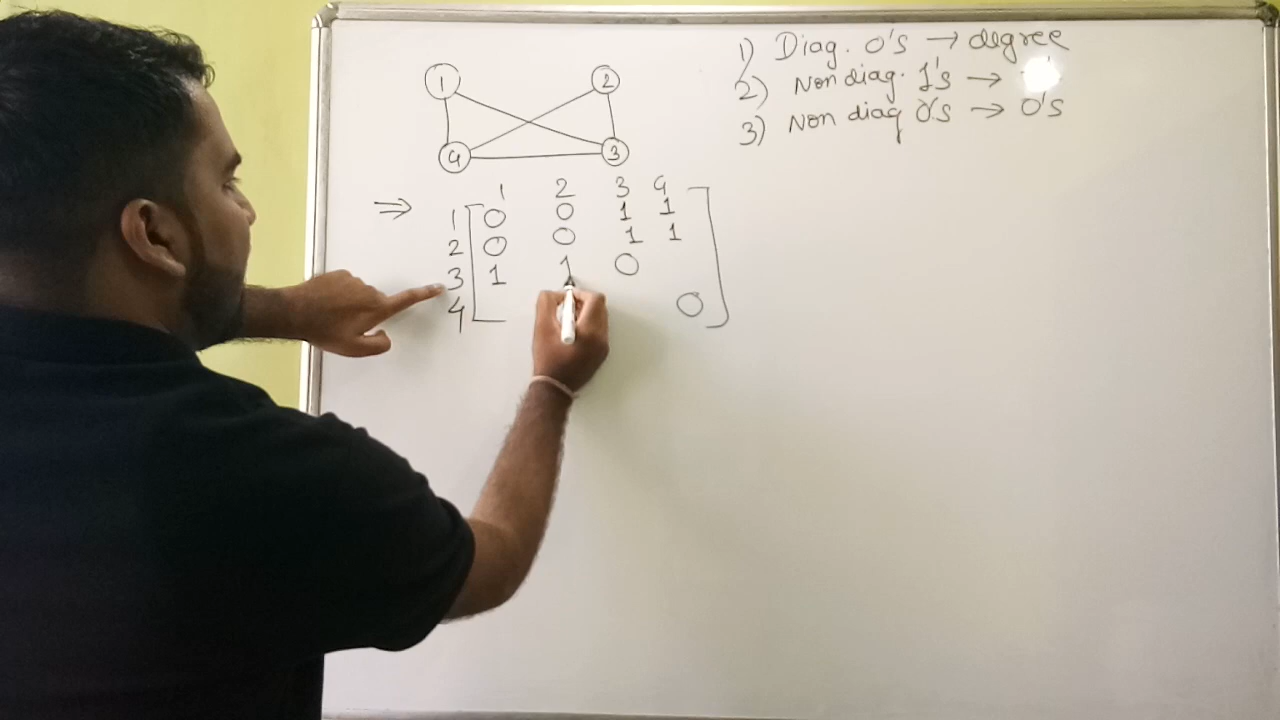 1) Diag. 0's → degree
2) Non diag. 1's →
3) Non diag 0's → 0's
1 2
4 3
⇒ 1 2 3 4
1 0 0 1 1
2 0 0 1 1
3 1 1 0
4 0